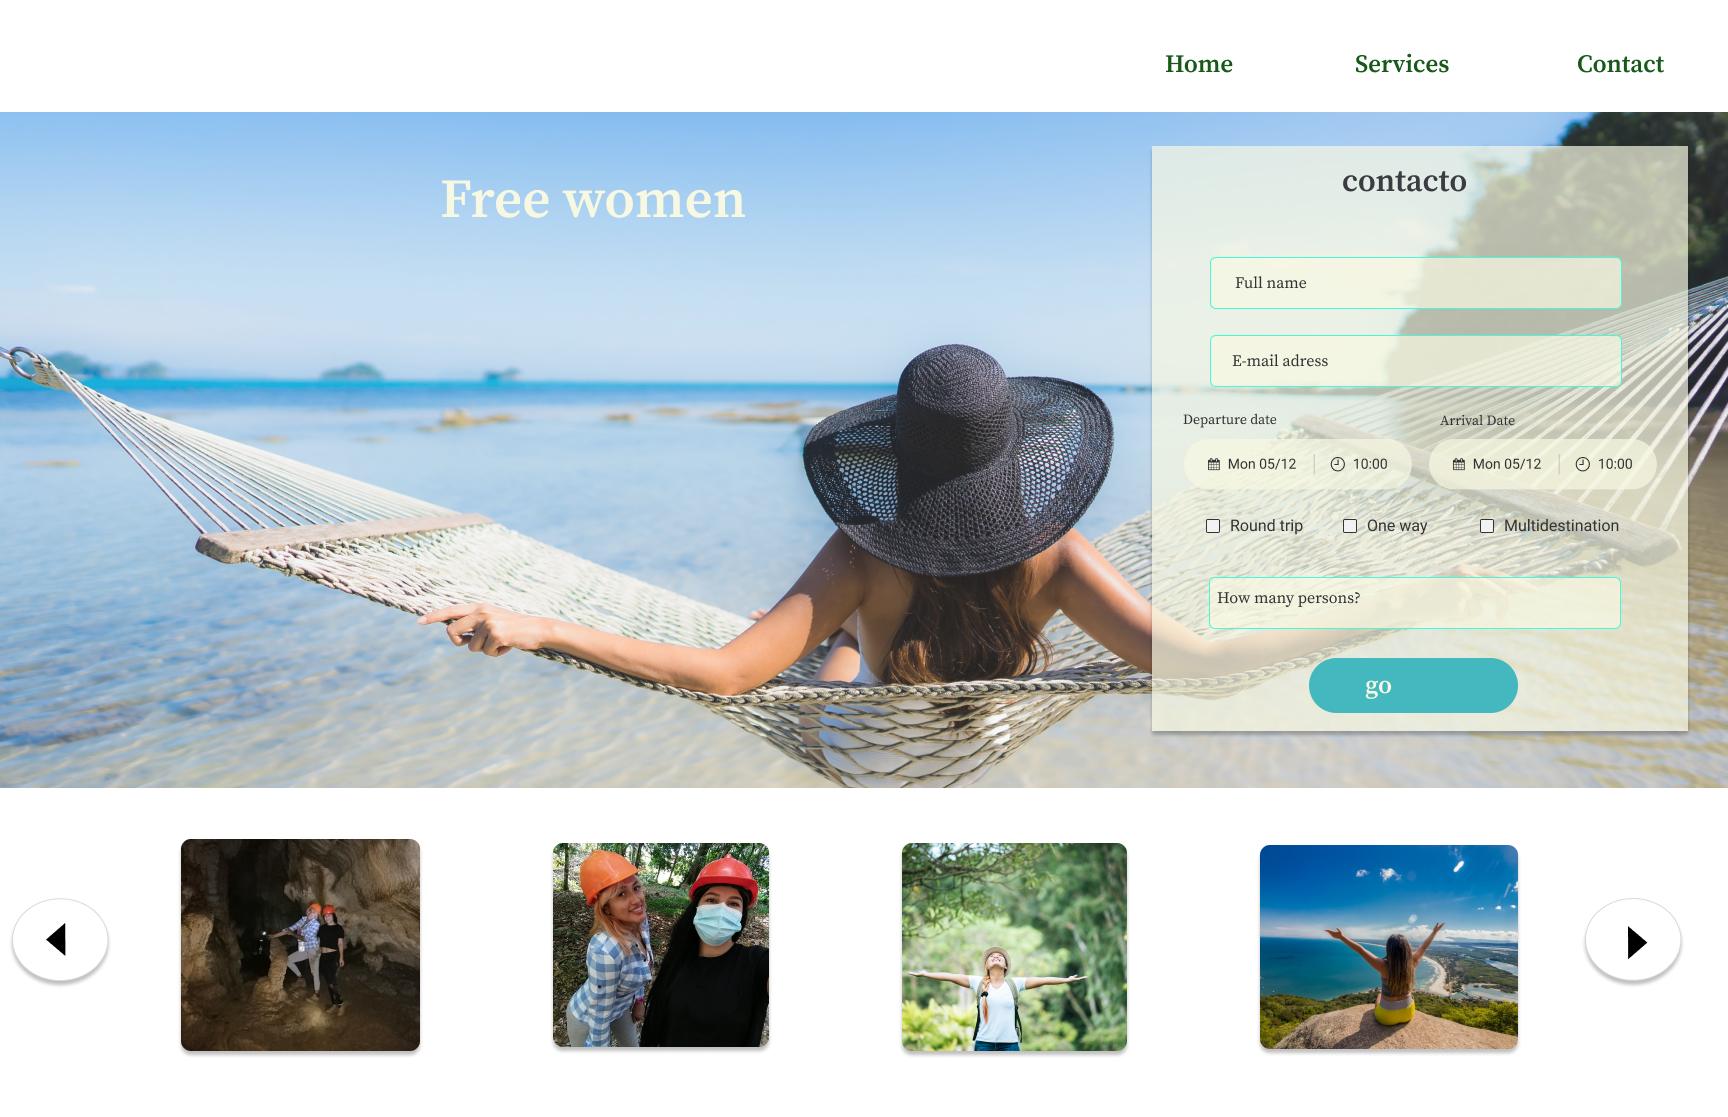 Home Services Contact
Free women
contacto
Full name
E-mail adress
Departure date Arrival Date
Mon 05/12 10:00 Mon 05/12 10:00
Round trip One way Multidestination
How many persons?
go